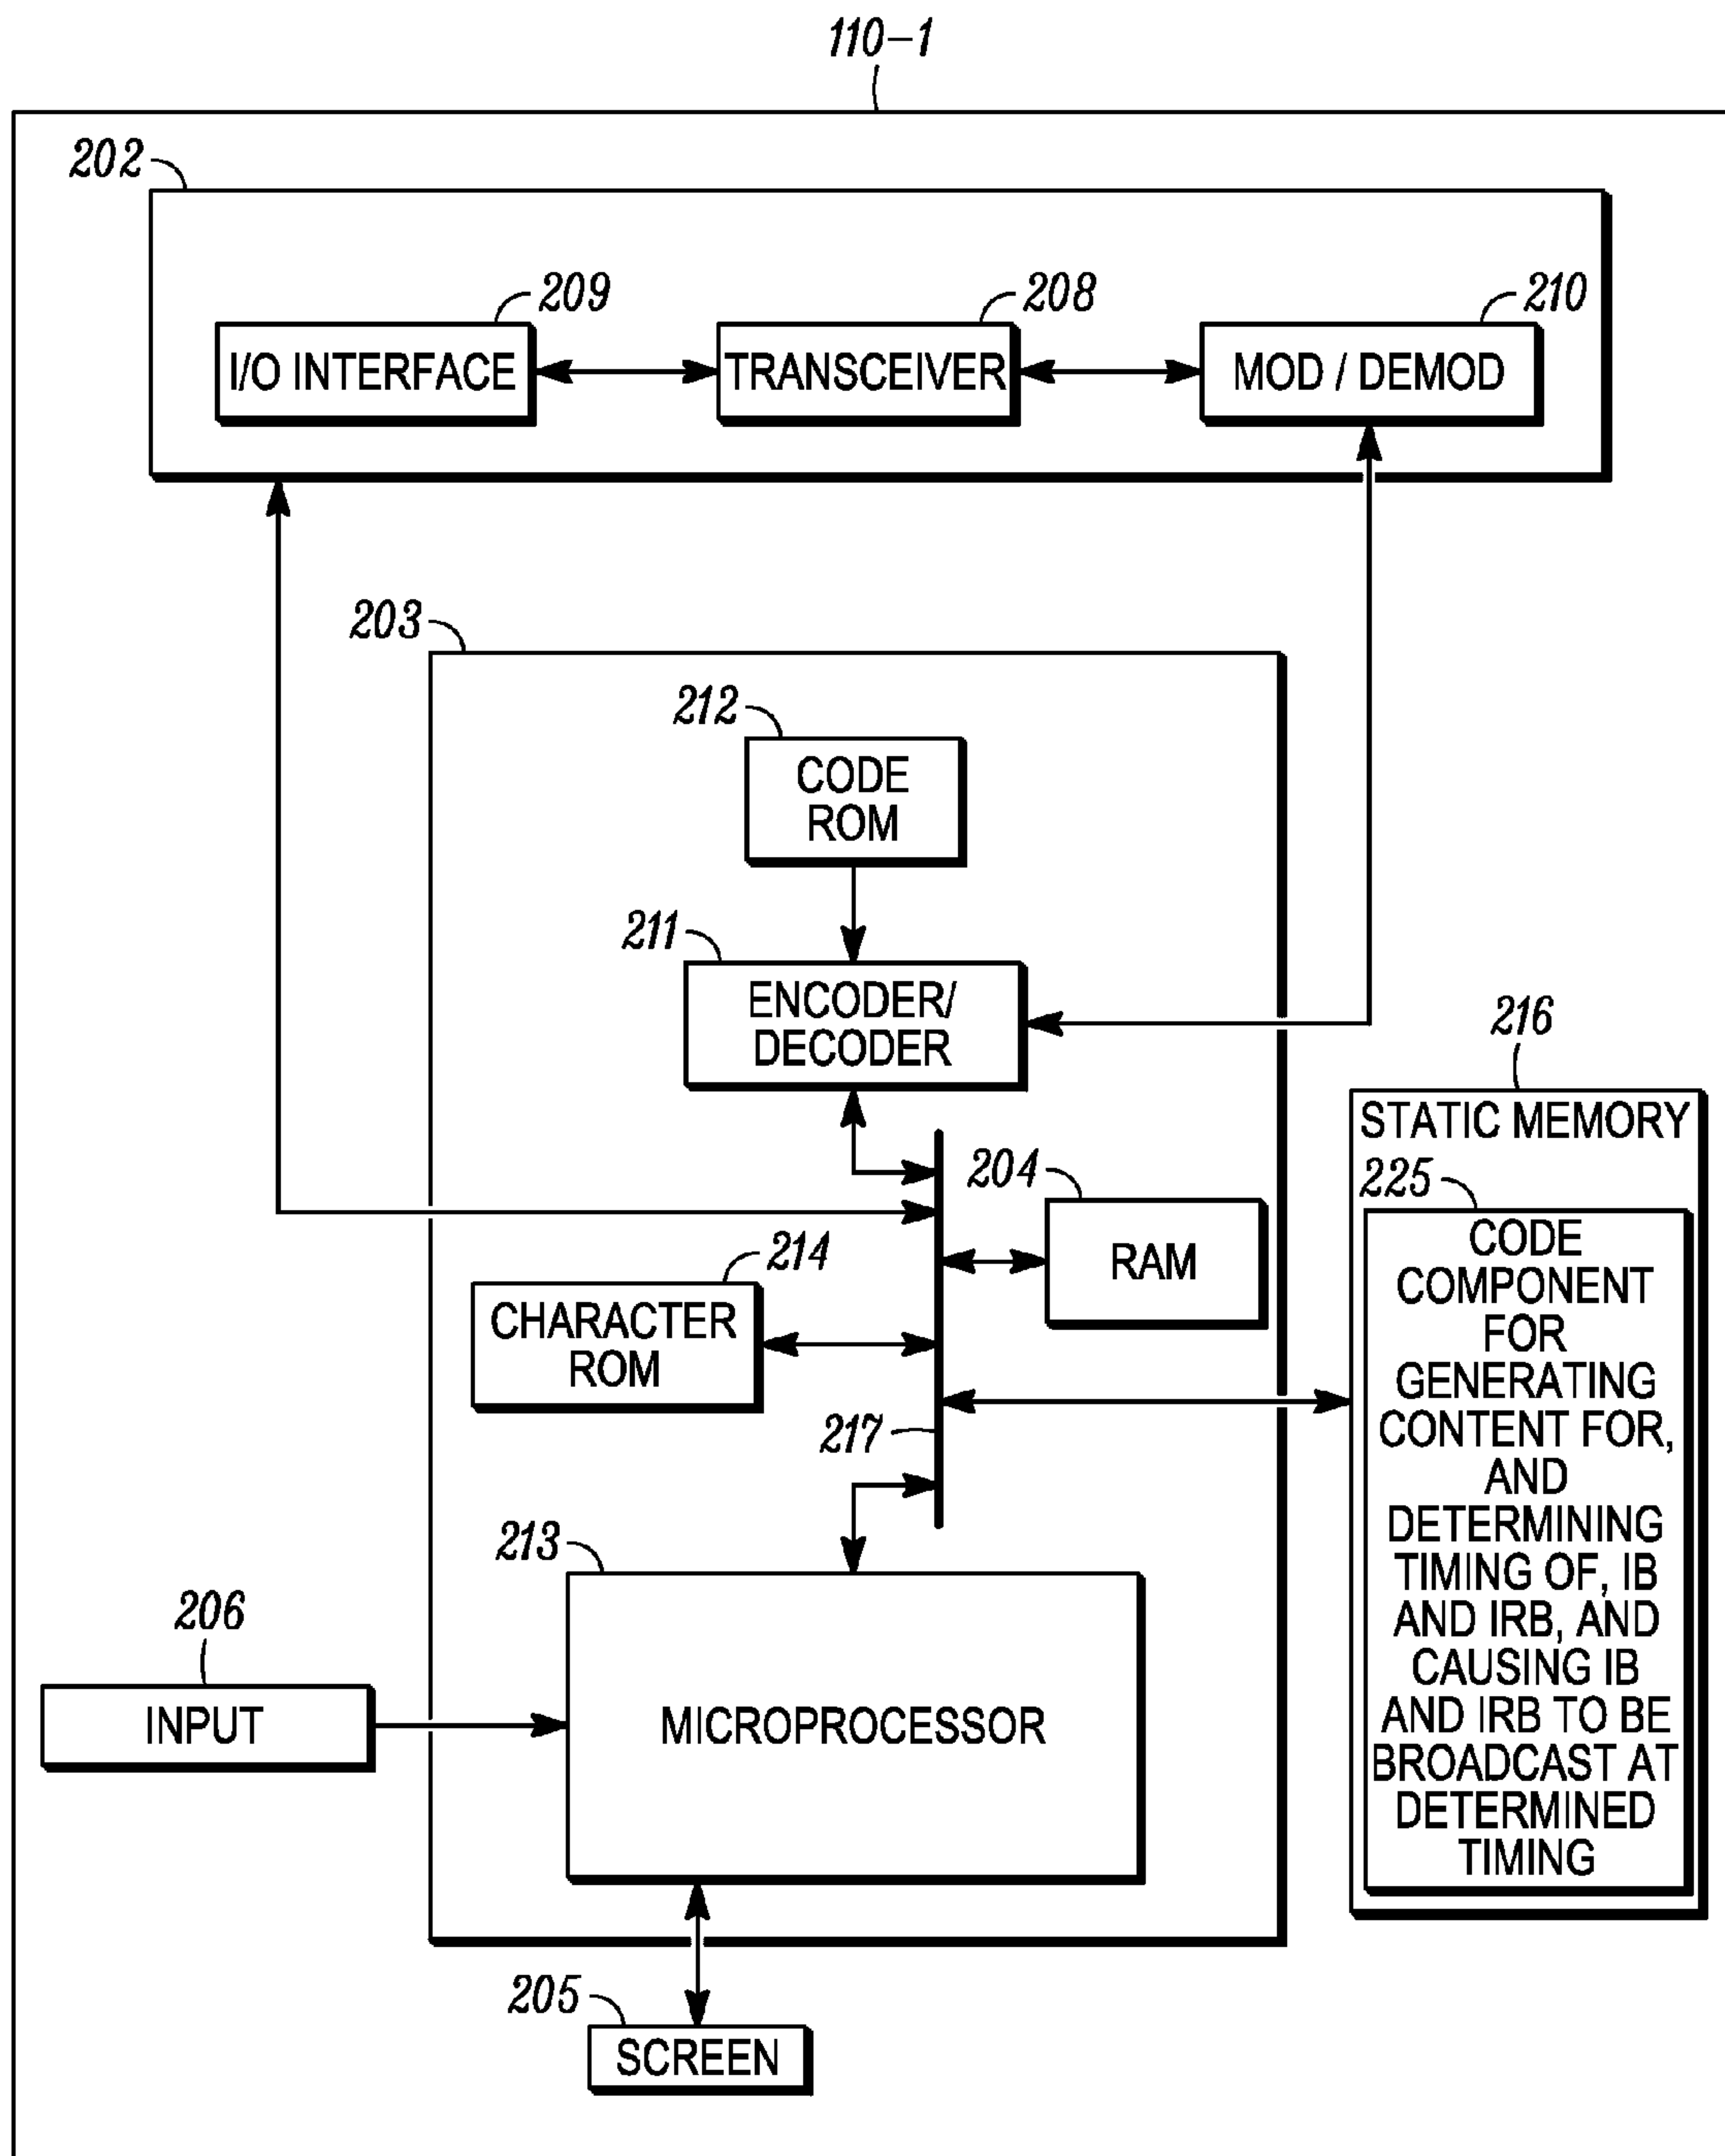 110-1
202
209
208
210
I/O INTERFACE
TRANSCEIVER
MOD / DEMOD
203
212
CODE
ROM
211
ENCODER/
DECODER
216
STATIC MEMORY
204
225
RAM
214
CHARACTER
ROM
217
CODE
COMPONENT
FOR
GENERATING
CONTENT FOR,
AND
DETERMINING
TIMING OF, IB
AND IRB, AND
CAUSING IB
AND IRB TO BE
BROADCAST AT
DETERMINED
TIMING
213
206
INPUT
MICROPROCESSOR
205
SCREEN